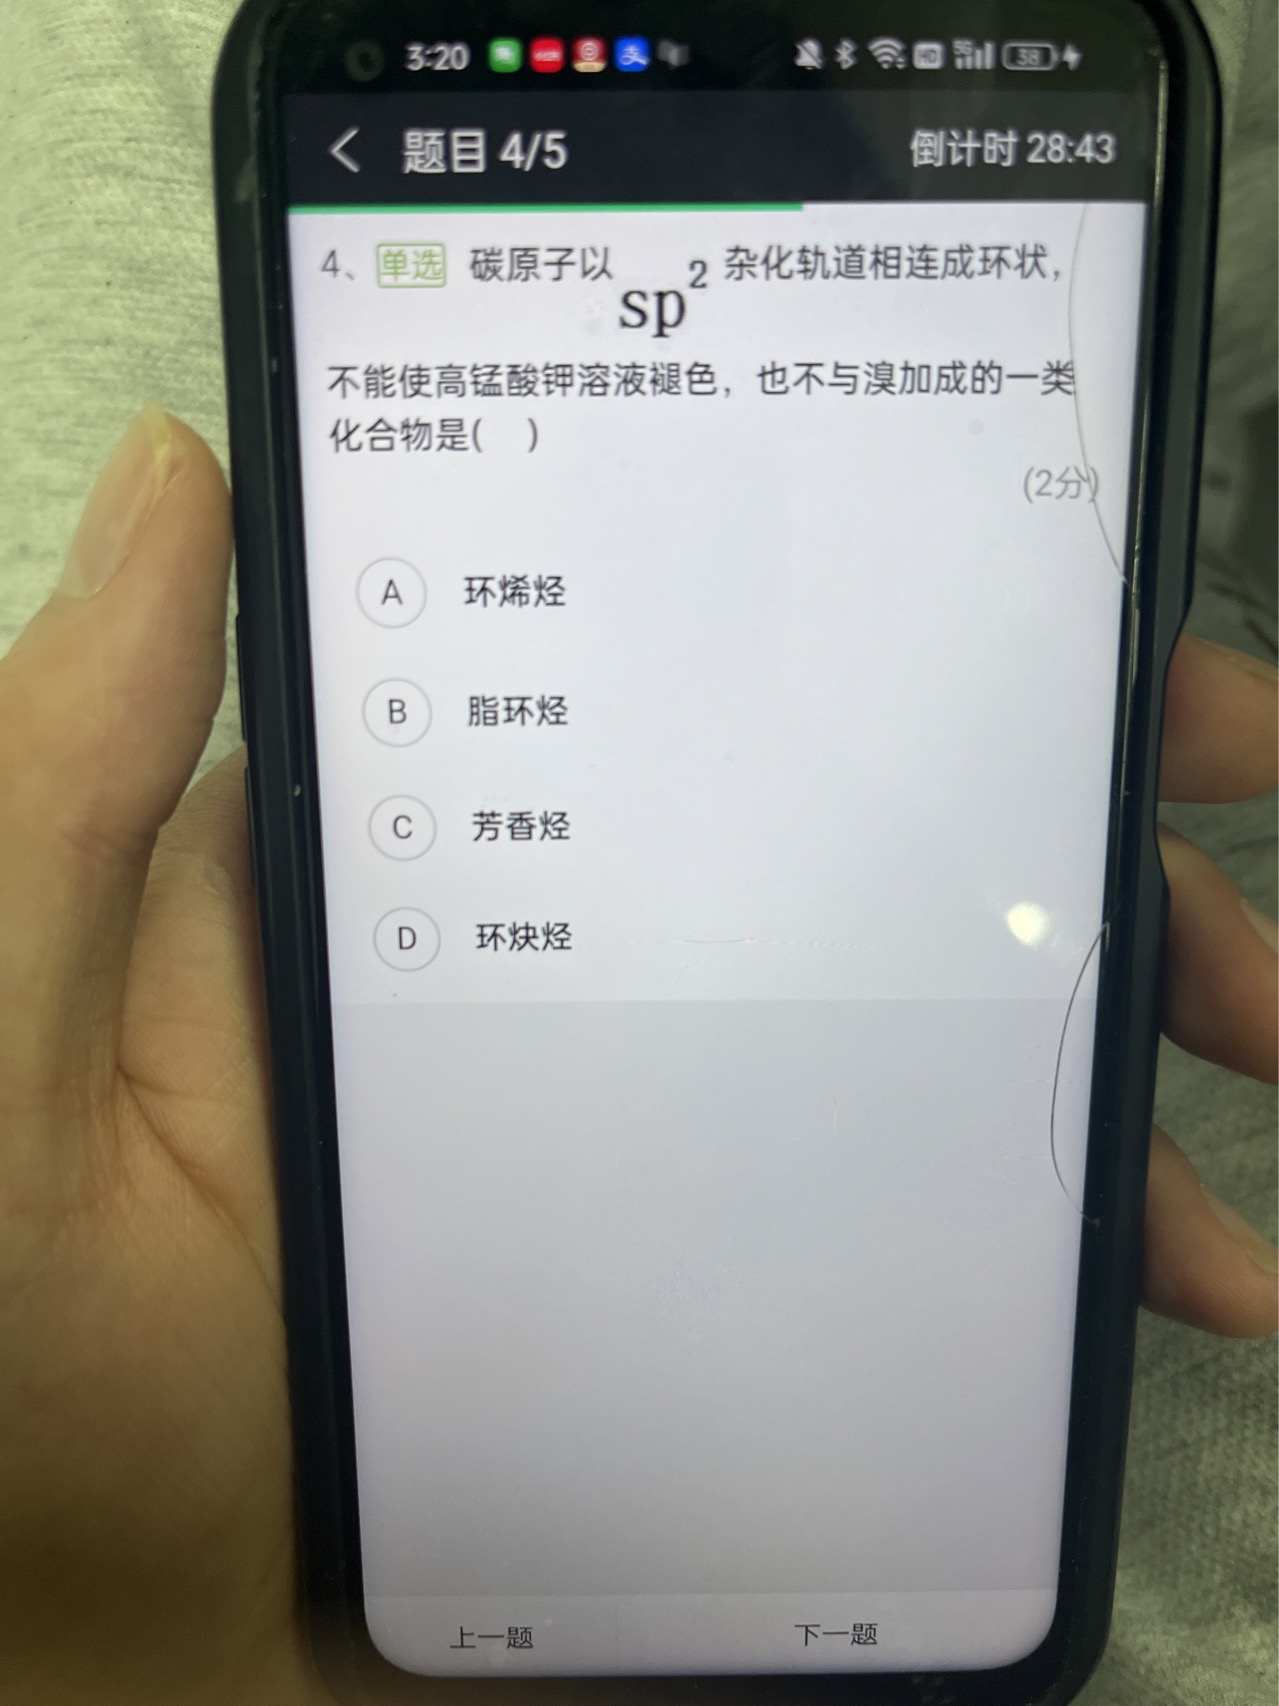 3:20 38
题目 4/5 倒计时 28:43
4、 单选 碳原子以 sp² 杂化轨道相连成环状，
不能使高锰酸钾溶液褪色，也不与溴加成的一类
化合物是( )
(2分)
A 环烯烃
B 脂环烃
C 芳香烃
D 环炔烃
上一题 下一题